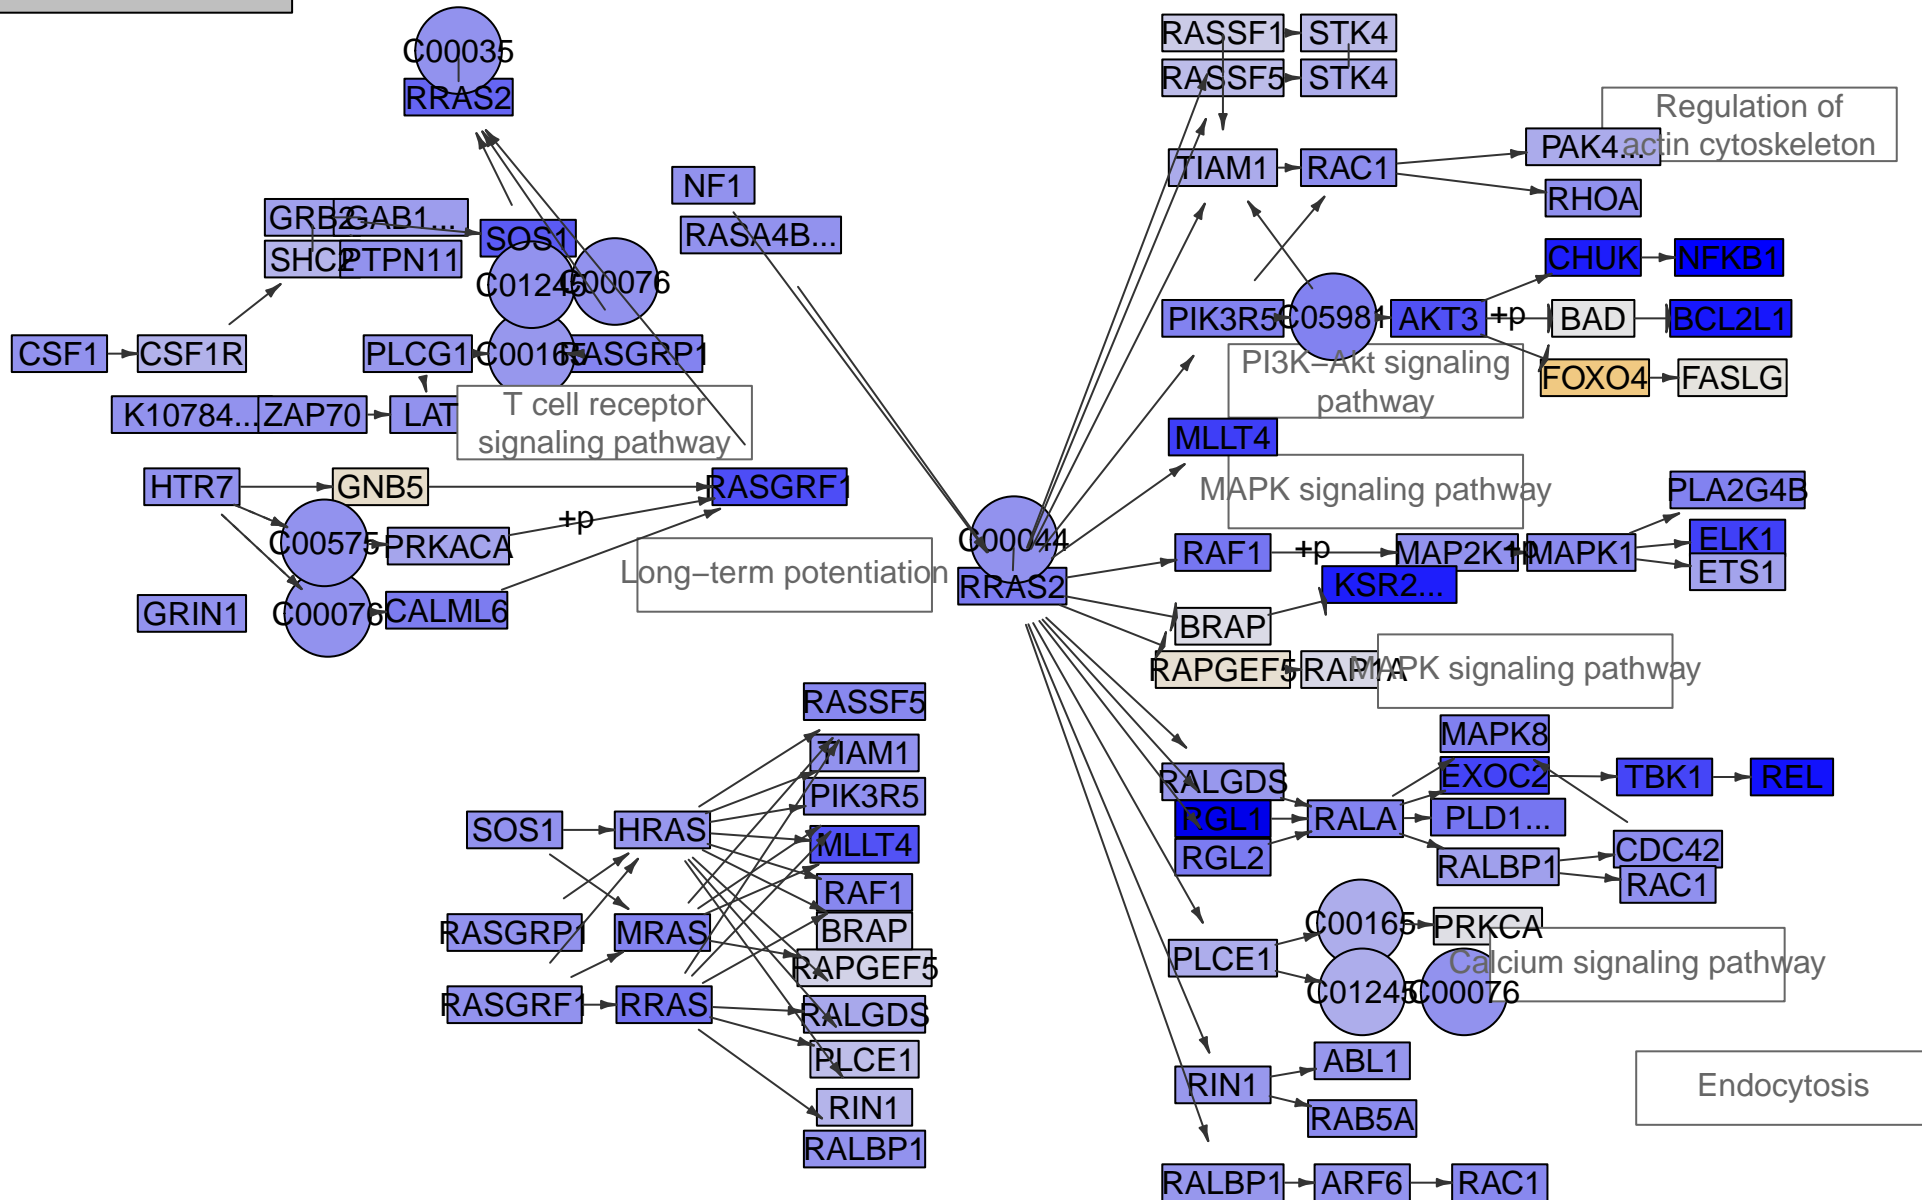 C00035
RRAS2
NF1
RASA4B...
GRB2
GAB1...
SOS1
SHC2
PTPN11
C01245
C00076
CSF1
CSF1R
PLCG1
C00165
RASGRP1
K10784...
ZAP70
LAT
T cell receptor
signaling pathway
HTR7
GNB5
RASGRF1
C00575
PRKACA
+p
C00076
CALML6
GRIN1
Long−term potentiation
C00044
RRAS2
RASSF1
STK4
RASSF5
STK4
Regulation of
actin cytoskeleton
PAK4...
TIAM1
RAC1
RHOA
CHUK
NFKB1
PIK3R5
C05981
AKT3
+p
BAD
BCL2L1
PI3K−Akt signaling
pathway
FOXO4
FASLG
MLLT4
MAPK signaling pathway
PLA2G4B
RAF1
+p
MAP2K1
+p
MAPK1
ELK1
ETS1
KSR2...
BRAP
RAPGEF5
RAP1A
MAPK signaling pathway
RASSF5
TIAM1
PIK3R5
SOS1
HRAS
MLLT4
RAF1
RASGRP1
MRAS
BRAP
RAPGEF5
RASGRF1
RRAS
RALGDS
PLCE1
RIN1
RALBP1
MAPK8
RALGDS
EXOC2
TBK1
REL
RGL1
RALA
PLD1...
RGL2
RALBP1
CDC42
RAC1
C00165
PRKCA
PLCE1
Calcium signaling pathway
C01245
C00076
ABL1
RIN1
RAB5A
Endocytosis
RALBP1
ARF6
RAC1